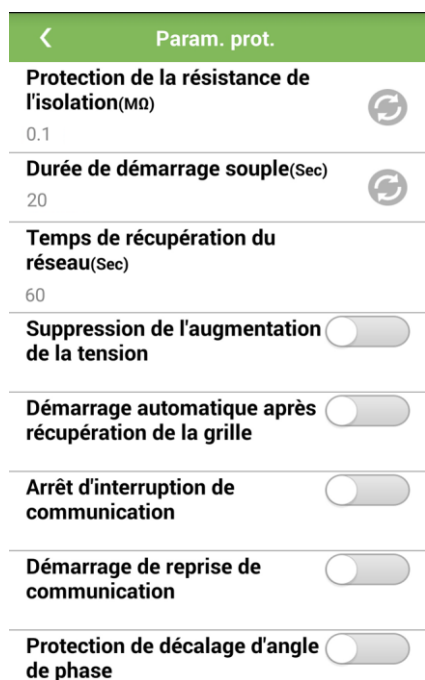 Param. prot.
Protection de la résistance de
l'isolation(MΩ)
0.1
Durée de démarrage souple(Sec)
20
Temps de récupération du
réseau(Sec)
60
Suppression de l'augmentation
de la tension
Démarrage automatique après
récupération de la grille
Arrêt d'interruption de
communication
Démarrage de reprise de
communication
Protection de décalage d'angle
de phase